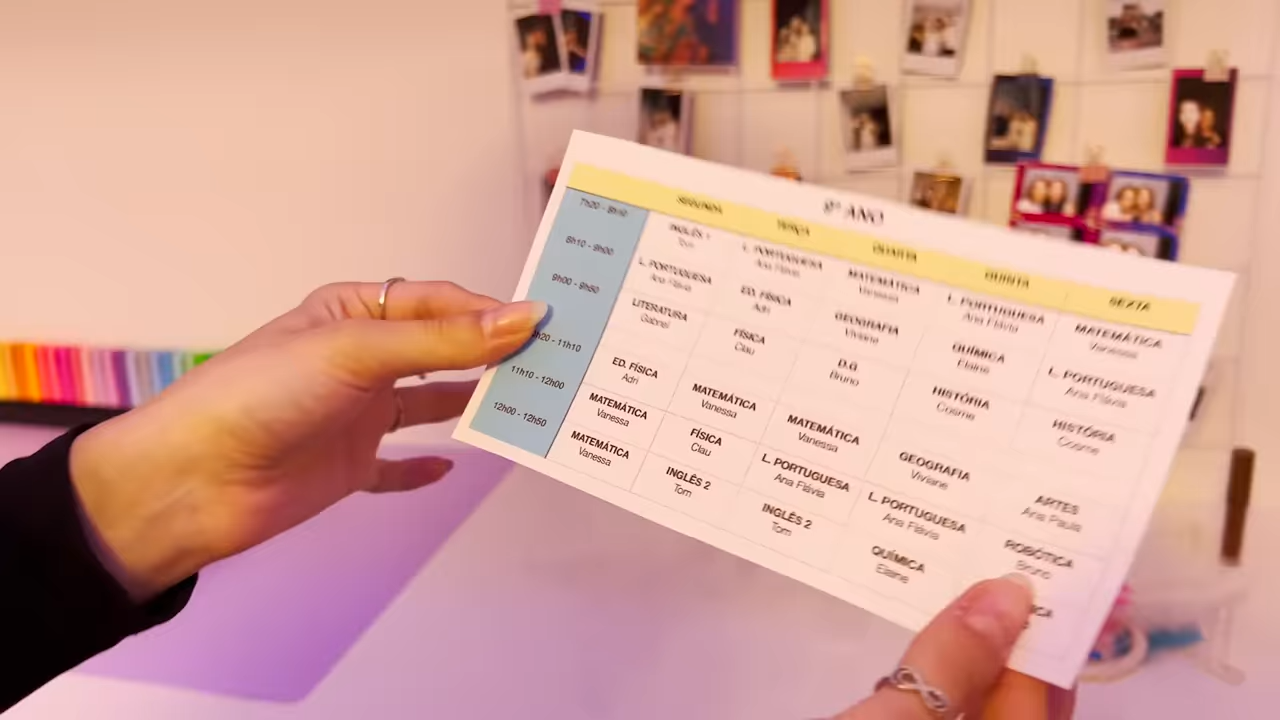 9º ANO
SEGUNDA TERÇA QUARTA QUINTA SEXTA
7h20 - 8h10 INGLÊS 1 L. PORTUGUESA MATEMÁTICA L. PORTUGUESA MATEMÁTICA
Tom Ana Flávia Vanessa Ana Flávia Vanessa
8h10 - 9h00 L. PORTUGUESA ED. FÍSICA GEOGRAFIA QUÍMICA L. PORTUGUESA
Ana Flávia Adri Viviane Elaine Ana Flávia
9h00 - 9h50 LITERATURA FÍSICA D.G HISTÓRIA HISTÓRIA
Gabriel Clau Bruno Cosme Cosme
h20 - 11h10 ED. FÍSICA MATEMÁTICA MATEMÁTICA GEOGRAFIA ARTES
Adri Vanessa Vanessa Viviane Ana Paula
11h10 - 12h00 MATEMÁTICA FÍSICA L. PORTUGUESA L. PORTUGUESA ROBÓTICA
Vanessa Clau Ana Flávia Ana Flávia Bruno
12h00 - 12h50 MATEMÁTICA INGLÊS 2 INGLÊS 2 QUÍMICA
Vanessa Tom Tom Elaine